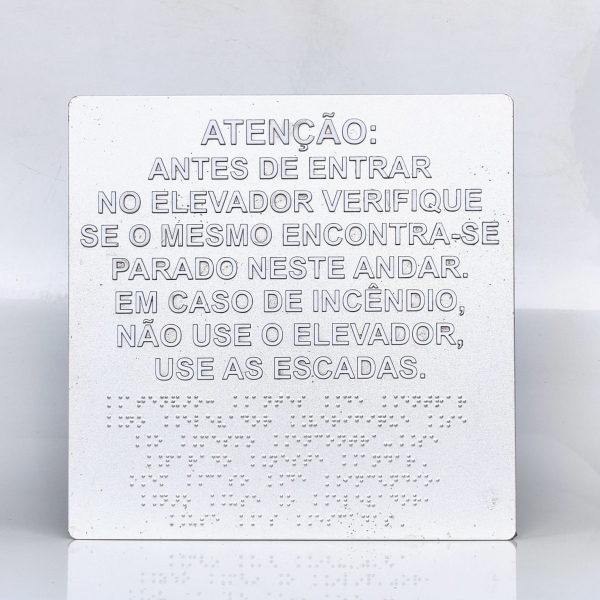 ATENÇÃO:
ANTES DE ENTRAR
NO ELEVADOR VERIFIQUE
SE O MESMO ENCONTRA-SE
PARADO NESTE ANDAR.
EM CASO DE INCÊNDIO,
NÃO USE O ELEVADOR,
USE AS ESCADAS.